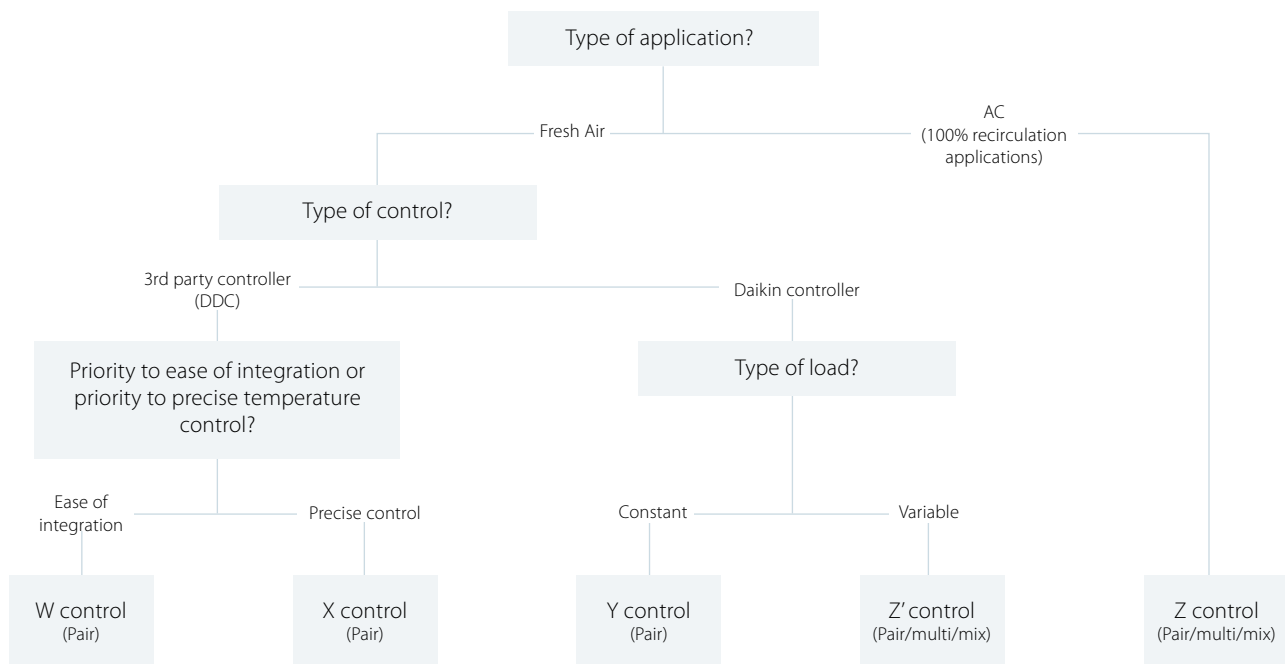 Type of application?
Fresh Air
AC
(100% recirculation
applications)
Type of control?
3rd party controller
(DDC)
Daikin controller
Priority to ease of integration or
priority to precise temperature
control?
Type of load?
Ease of
integration
Precise control
Constant
Variable
W control
(Pair)
X control
(Pair)
Y control
(Pair)
Z’ control
(Pair/multi/mix)
Z control
(Pair/multi/mix)